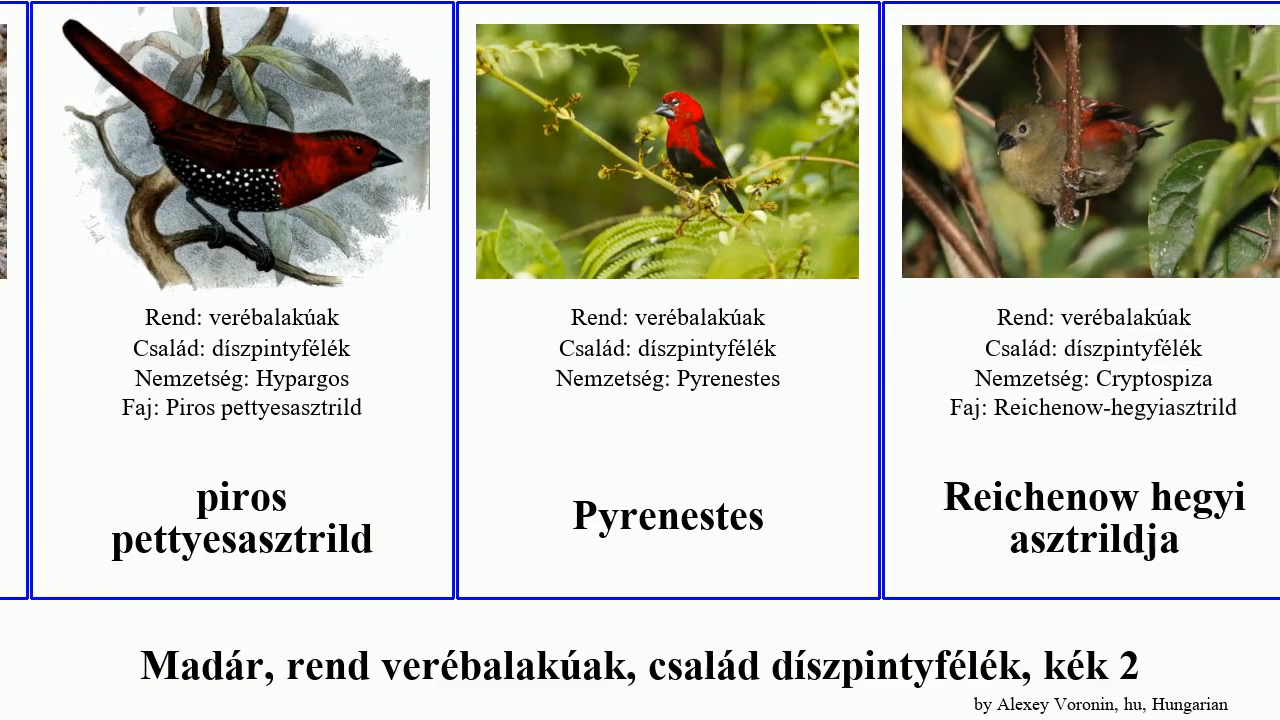 Rend: verébalakúak
Család: díszpintyfélék
Nemzetség: Hypargos
Faj: Piros pettyesasztrild
piros
pettyesasztrild
Rend: verébalakúak
Család: díszpintyfélék
Nemzetség: Pyrenestes
Pyrenestes
Rend: verébalakúak
Család: díszpintyfélék
Nemzetség: Cryptospiza
Faj: Reichenow-hegyiasztrild
Reichenow hegyi
asztrildja
Madár, rend verébalakúak, család díszpintyfélék, kék 2
by Alexey Voronin, hu, Hungarian